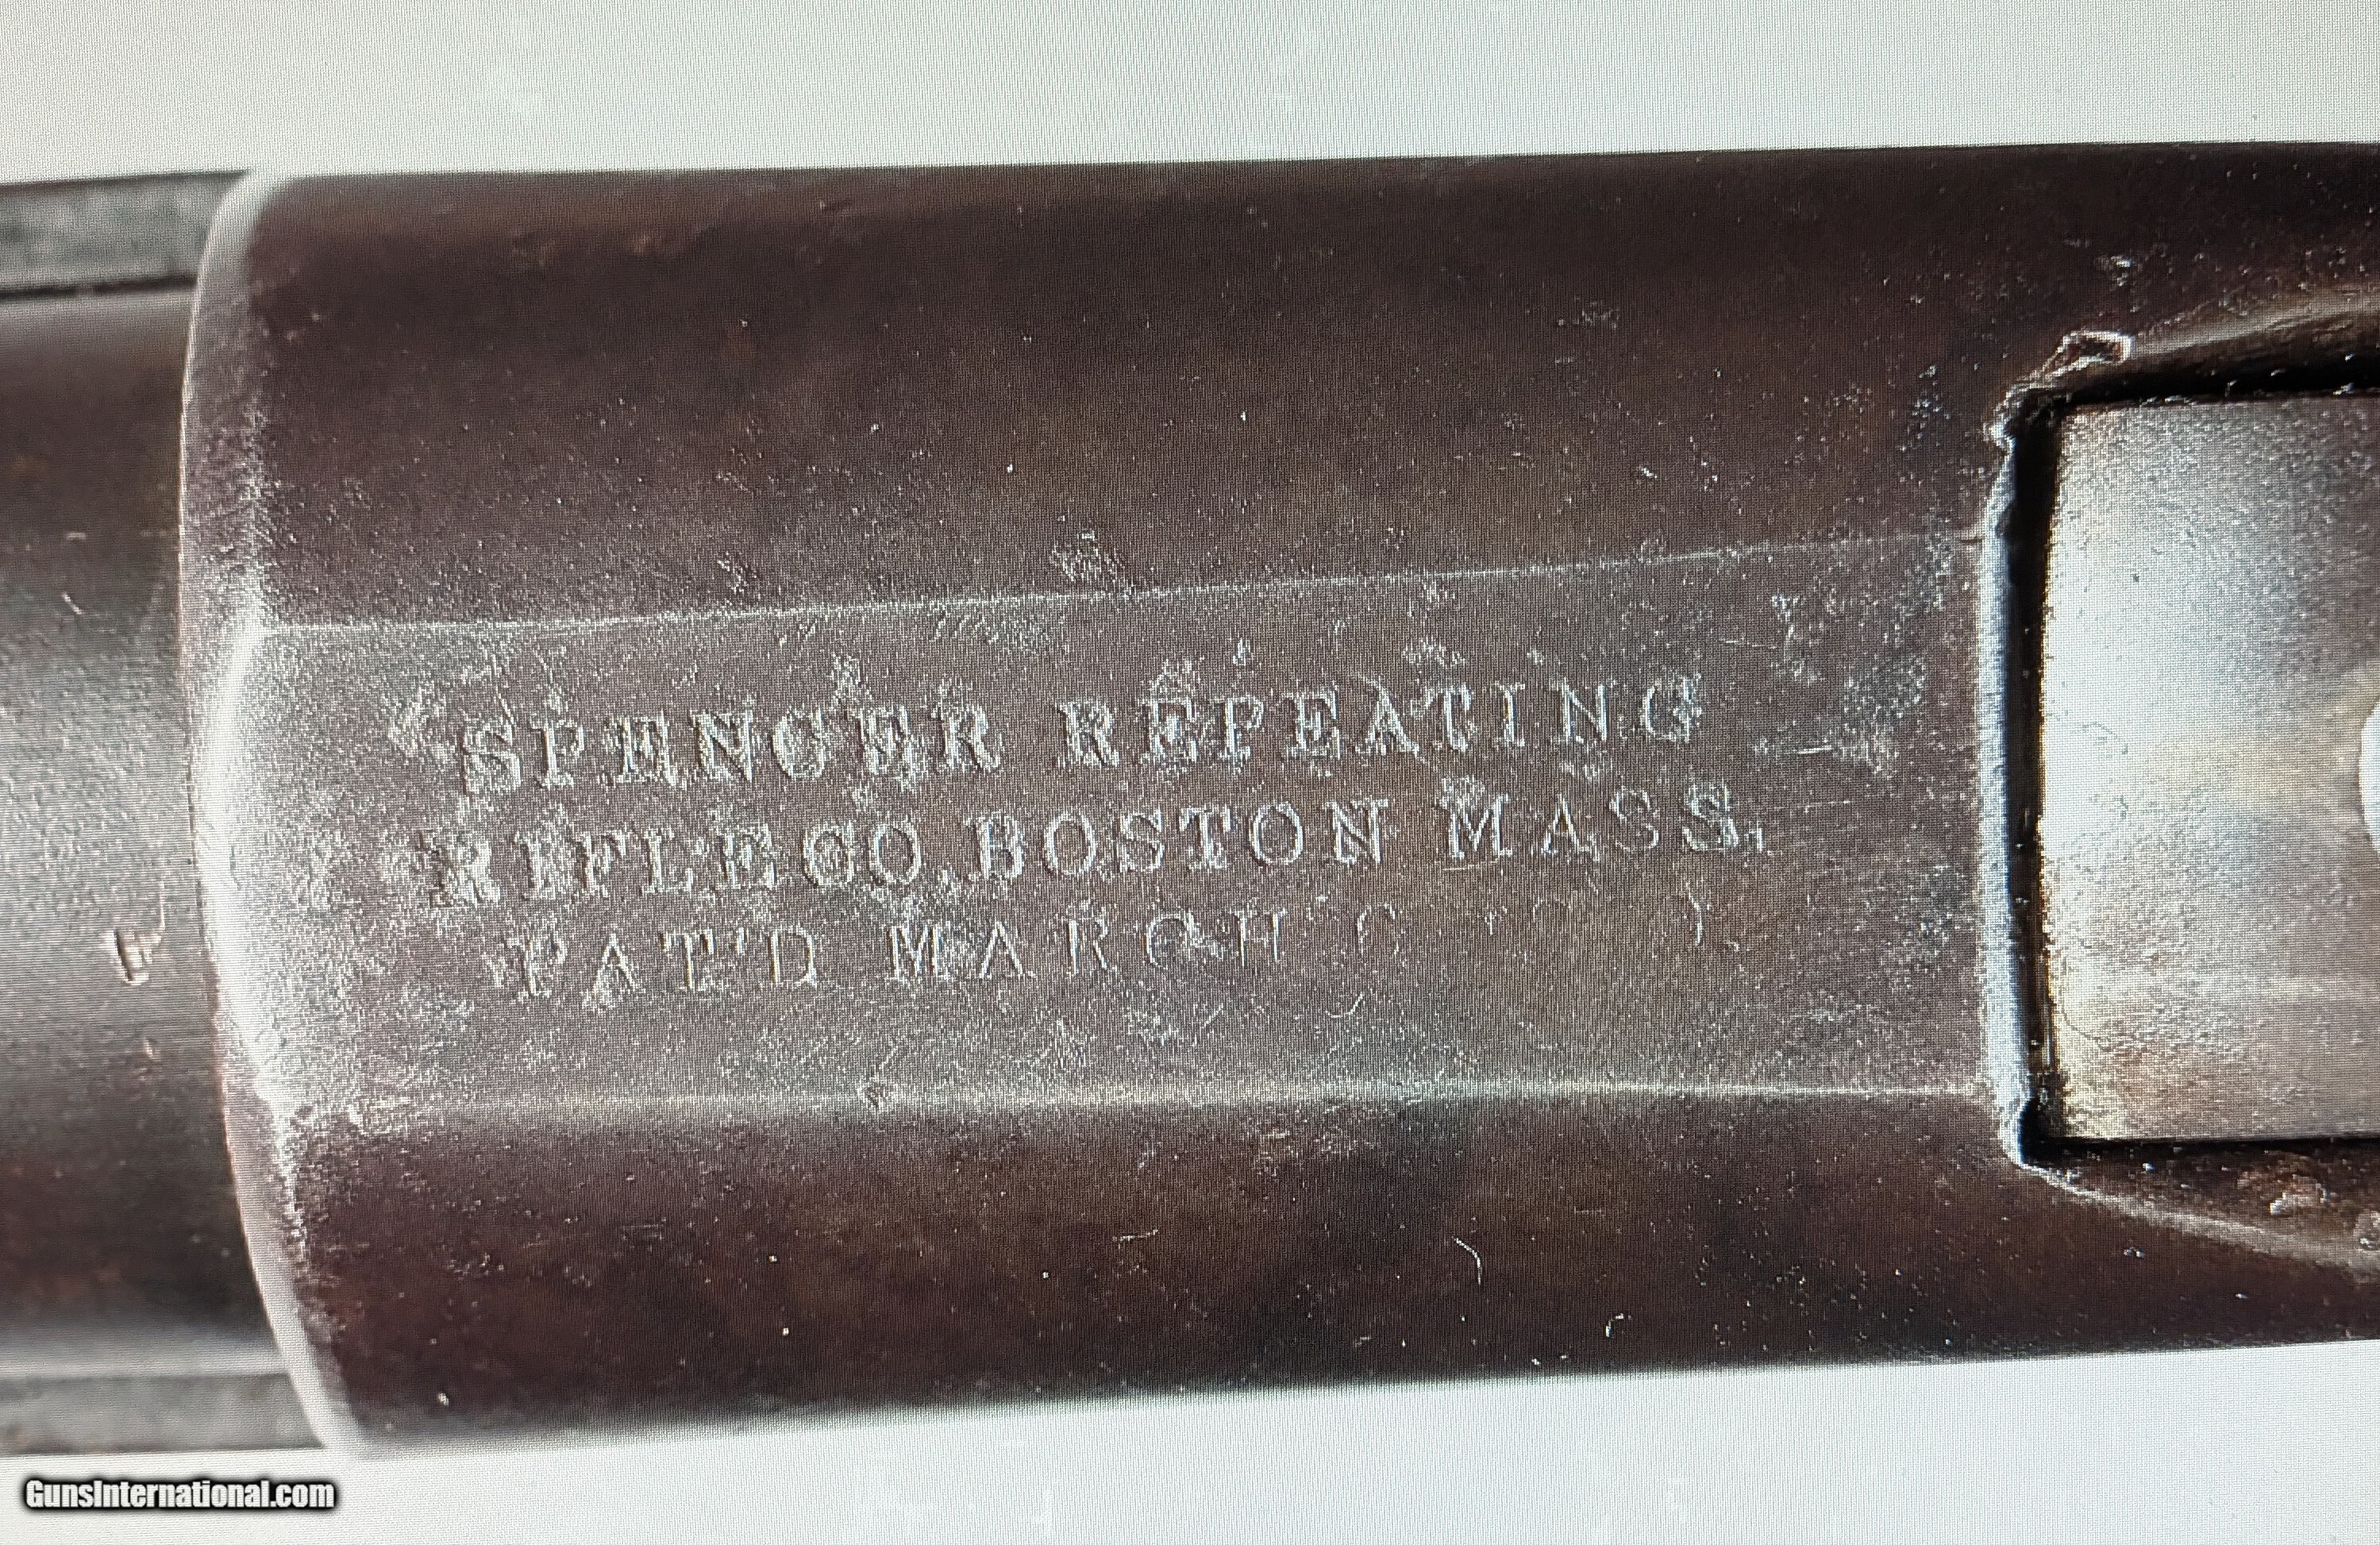 SPENCER REPEATING
RIFLE CO. BOSTON MASS.
PAT'D MARCH
GunsInternational.com